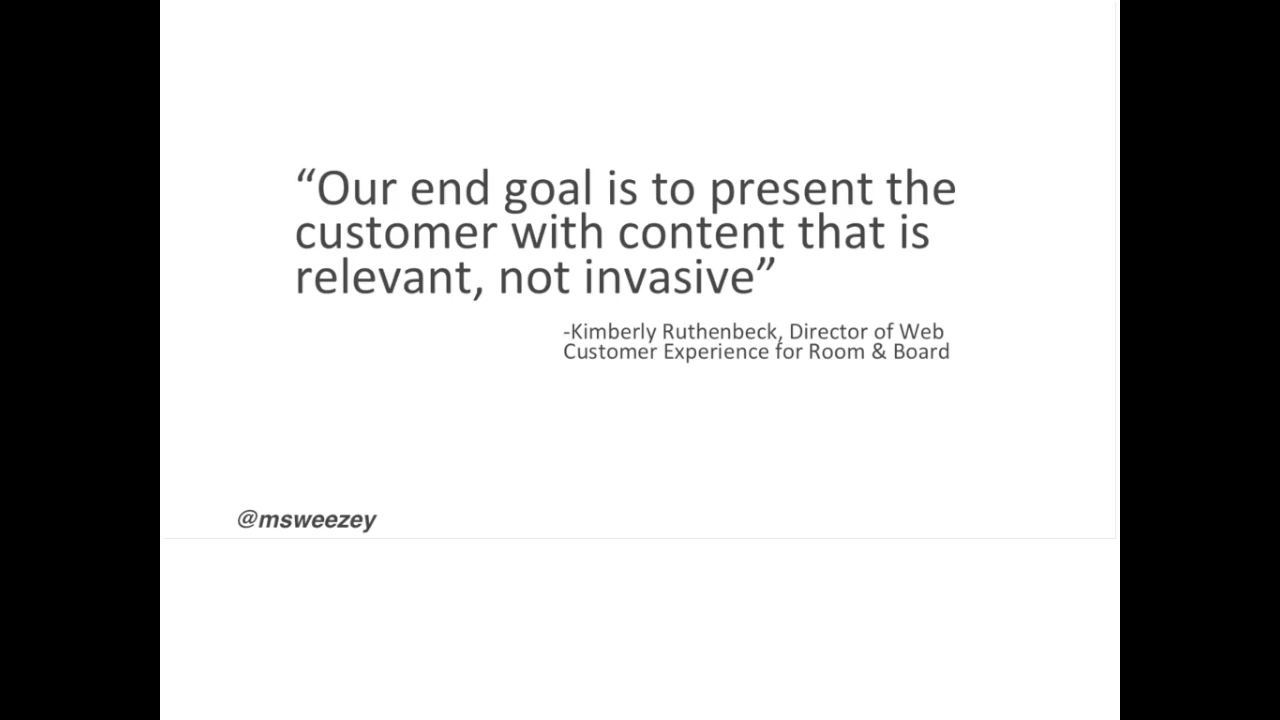 “Our end goal is to present the
customer with content that is
relevant, not invasive”
-Kimberly Ruthenbeck, Director of Web
Customer Experience for Room & Board
@msweezey